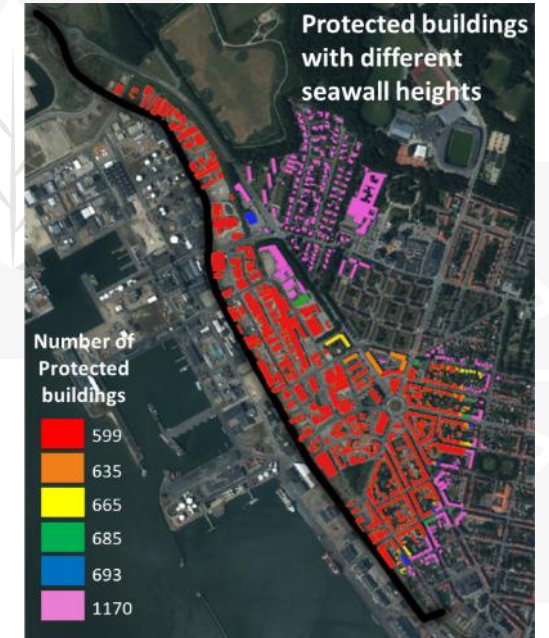 Protected buildings
with different
seawall heights
Number of
Protected
buildings
599
635
665
685
693
1170